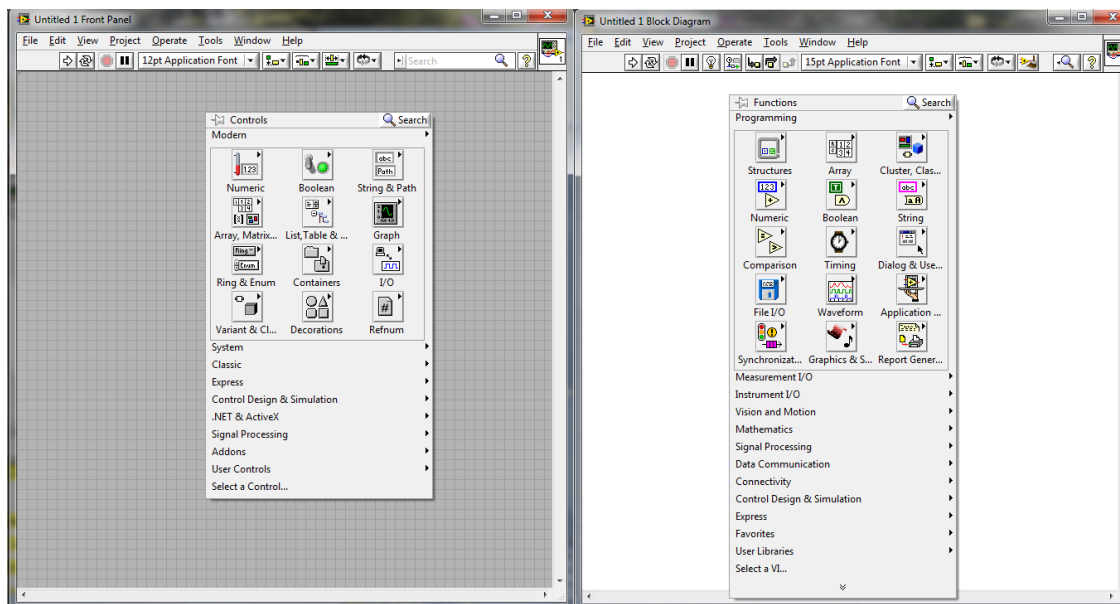 Untitled 1 Front Panel
File Edit View Project Operate Tools Window Help
12pt Application Font
Search
Controls
Search
Modern
Numeric Boolean String & Path
Array, Matrix... List, Table & ... Graph
Ring & Enum Containers I/O
Variant & Cl... Decorations Refnum
System
Classic
Express
Control Design & Simulation
.NET & ActiveX
Signal Processing
Addons
User Controls
Select a Control...
Untitled 1 Block Diagram
File Edit View Project Operate Tools Window Help
15pt Application Font
Functions
Search
Programming
Structures Array Cluster, Clas...
Numeric Boolean String
Comparison Timing Dialog & Use...
File I/O Waveform Application ...
Synchronizat... Graphics & S... Report Gener...
Measurement I/O
Instrument I/O
Vision and Motion
Mathematics
Signal Processing
Data Communication
Connectivity
Control Design & Simulation
Express
Favorites
User Libraries
Select a VI...